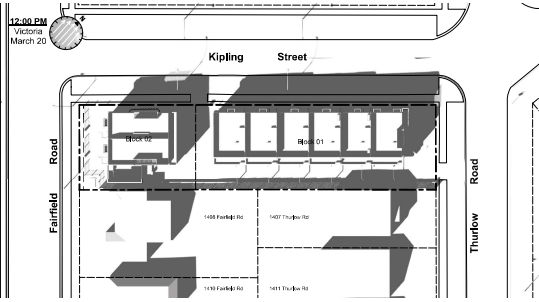 12:00 PM
Victoria
March 20
N
Kipling Street
Fairfield Road
Block 02
Block 01
Thurlow Road
1408 Fairfield Rd
1407 Thurlow Rd
1410 Fairfield Rd
1411 Thurlow Rd